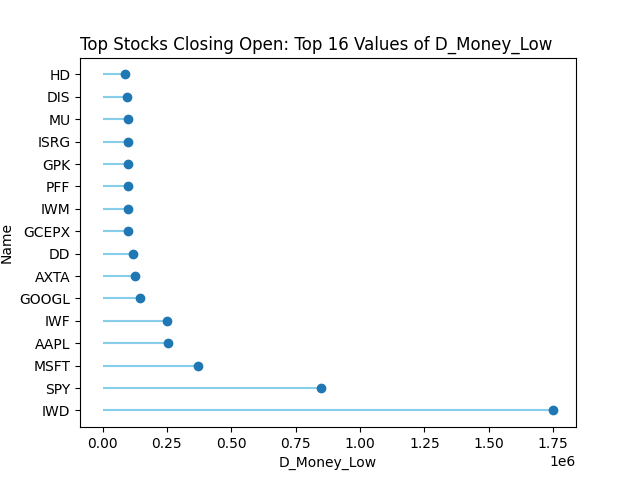 Top Stocks Closing Open: Top 16 Values of D_Money_Low
HD
DIS
MU
ISRG
GPK
PFF
IWM
GCEPX
DD
AXTA
GOOGL
IWF
AAPL
MSFT
SPY
IWD
Name
0.00 0.25 0.50 0.75 1.00 1.25 1.50 1.75
1e6
D_Money_Low